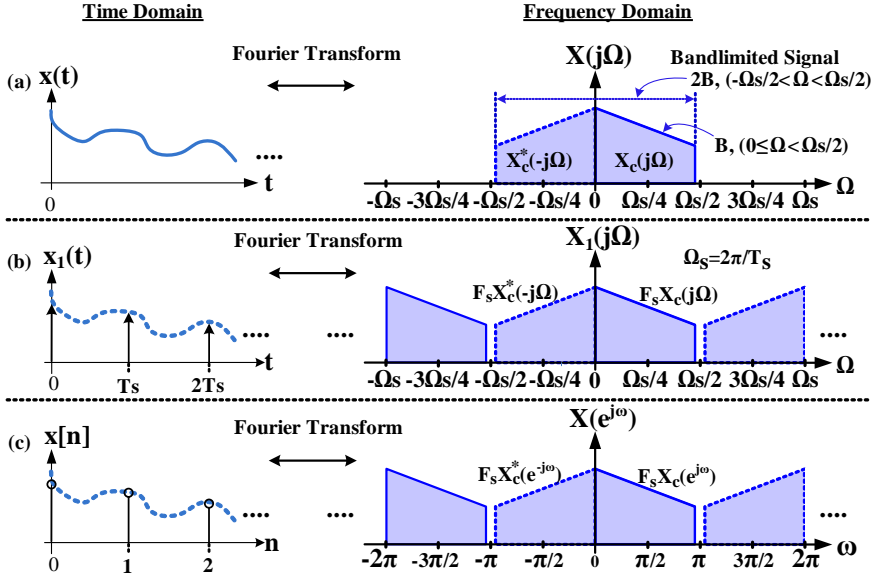 Time Domain
Frequency Domain
(a)
x(t)
0
t
....
Fourier Transform
X(jΩ)
Bandlimited Signal
2B, (-Ωs/2<Ω<Ωs/2)
B, (0≤Ω<Ωs/2)
X*c(-jΩ)
Xc(jΩ)
-Ωs -3Ωs/4 -Ωs/2 -Ωs/4 0 Ωs/4 Ωs/2 3Ωs/4 Ωs Ω
(b)
x1(t)
0
Ts
2Ts
t
....
Fourier Transform
X1(jΩ)
Ωs=2π/Ts
FsX*c(-jΩ)
FsXc(jΩ)
....
....
-Ωs -3Ωs/4 -Ωs/2 -Ωs/4 0 Ωs/4 Ωs/2 3Ωs/4 Ωs Ω
(c)
x[n]
0
1
2
n
....
Fourier Transform
X(e^jω)
FsX*c(e^-jω)
FsXc(e^jω)
....
....
-2π -3π/2 -π -π/2 0 π/2 π 3π/2 2π ω